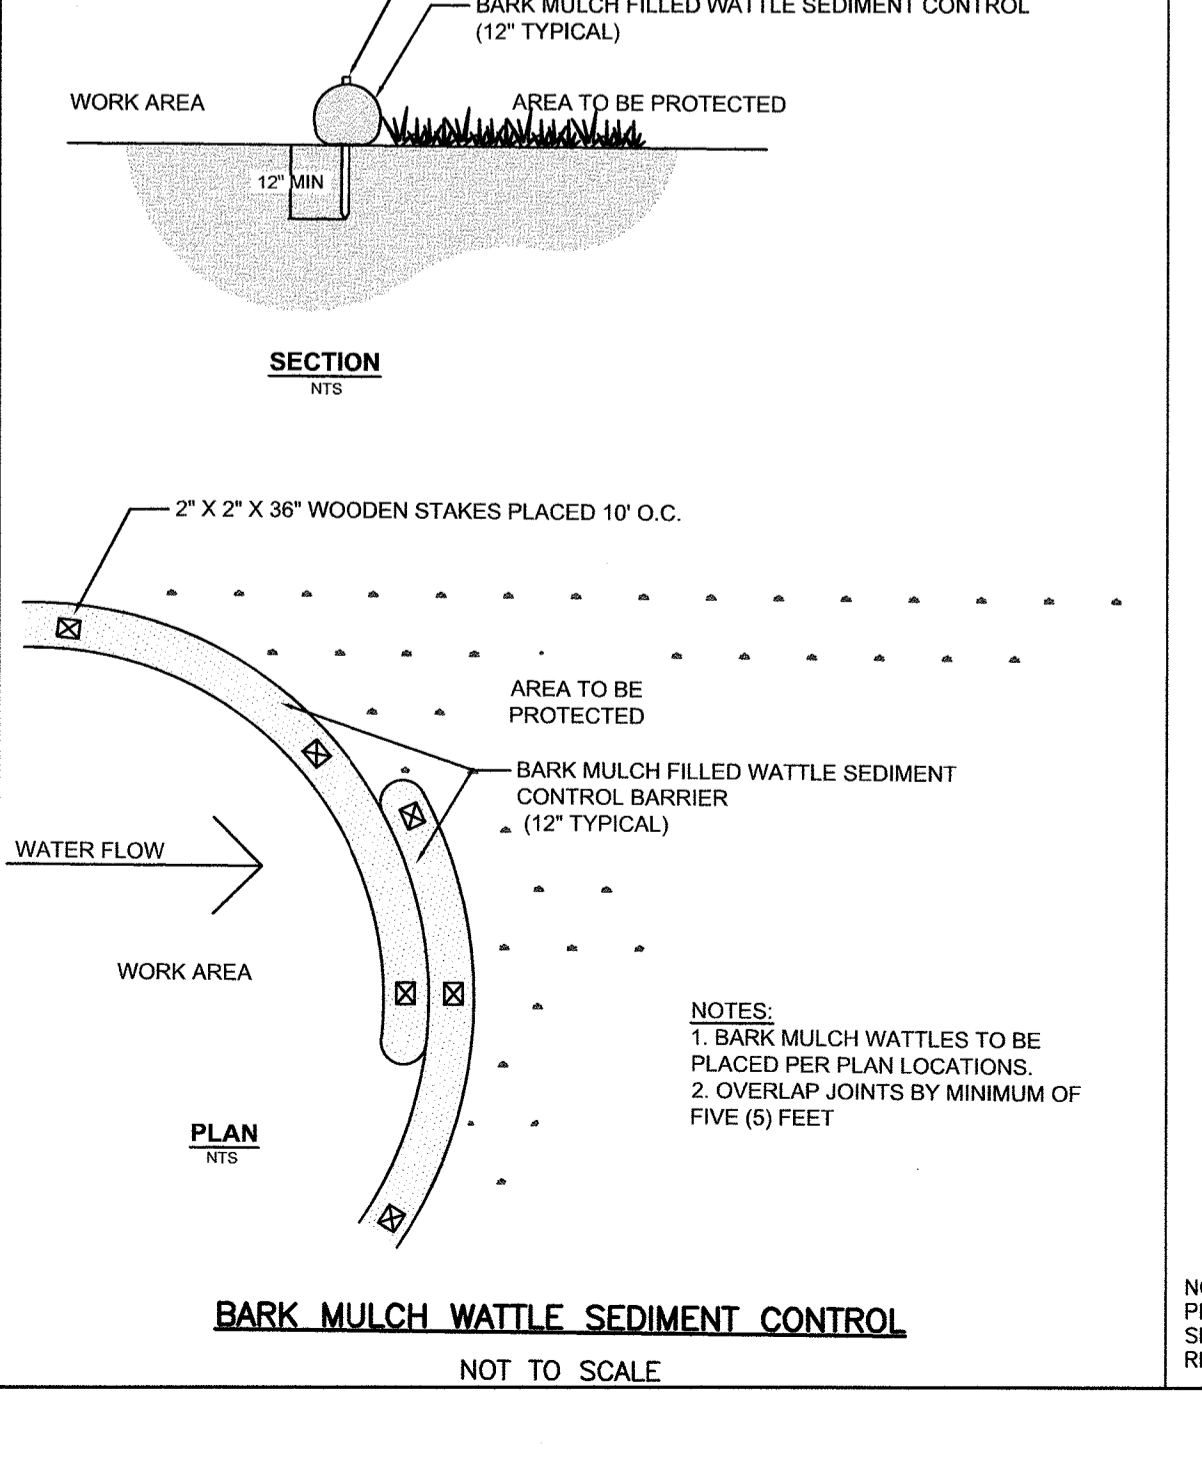 BARK MULCH FILLED WATTLE SEDIMENT CONTROL
(12" TYPICAL)
WORK AREA
AREA TO BE PROTECTED
12" MIN
SECTION
NTS
2" X 2" X 36" WOODEN STAKES PLACED 10' O.C.
AREA TO BE
PROTECTED
BARK MULCH FILLED WATTLE SEDIMENT
CONTROL BARRIER
(12" TYPICAL)
WATER FLOW
WORK AREA
NOTES:
1. BARK MULCH WATTLES TO BE
PLACED PER PLAN LOCATIONS.
2. OVERLAP JOINTS BY MINIMUM OF
FIVE (5) FEET
PLAN
NTS
BARK MULCH WATTLE SEDIMENT CONTROL
NOT TO SCALE